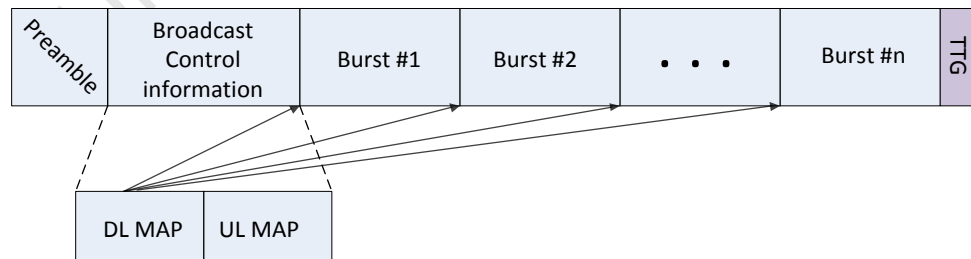 Preamble
Broadcast
Control
information
Burst #1
Burst #2
. . .
Burst #n
TTG
DL MAP
UL MAP